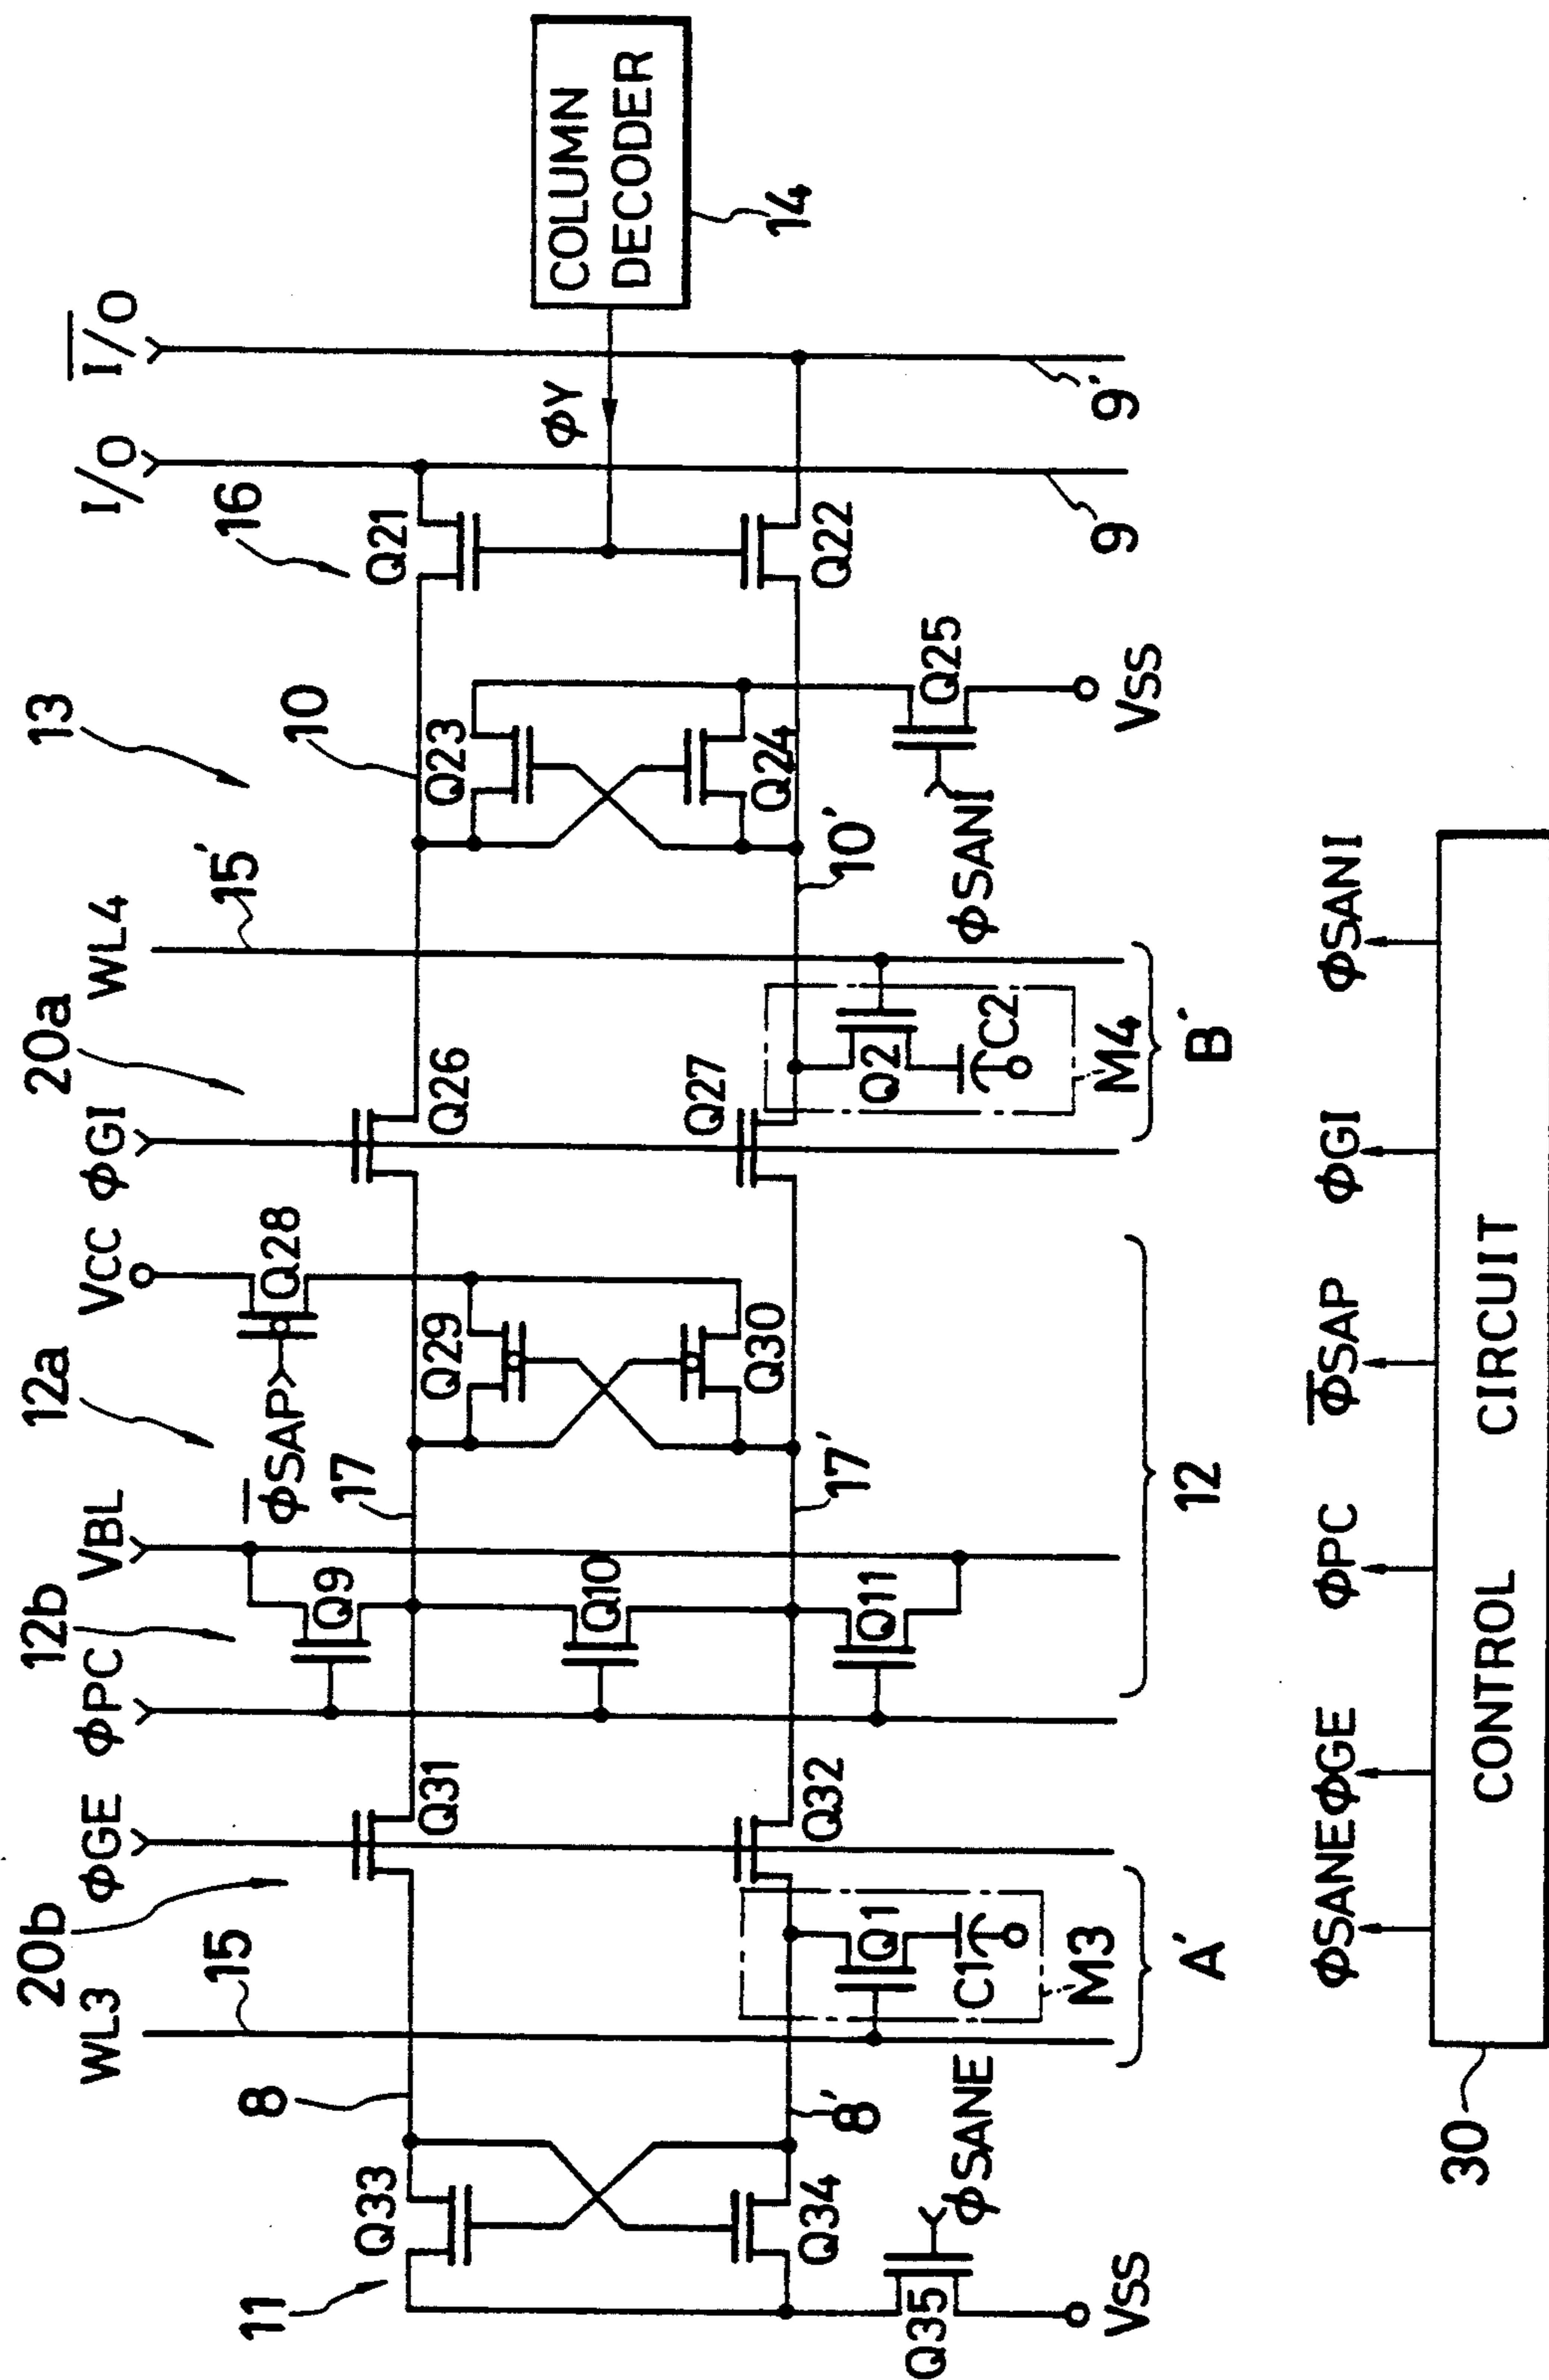 20b
20a
12b
12a
13
16
WL3
φGE
φPC
VBL
VCC
φGI
WL4
I/O
I̅/O
15
15'
φ̅SAP
Q28
11
8
17
10
Q33
Q31
Q9
Q29
Q26
Q23
Q21
Q10
φY
COLUMN
DECODER
14
Q34
Q32
Q11
Q30
Q27
Q24
Q22
8'
17'
10'
Q1
C1
M3
Q2
C2
M4
Q35
φSANE
VSS
φSANI
Q25
VSS
9
9'
A'
12
B'
φSANE
φGE
φPC
φ̅SAP
φGI
φSANI
30
CONTROL CIRCUIT